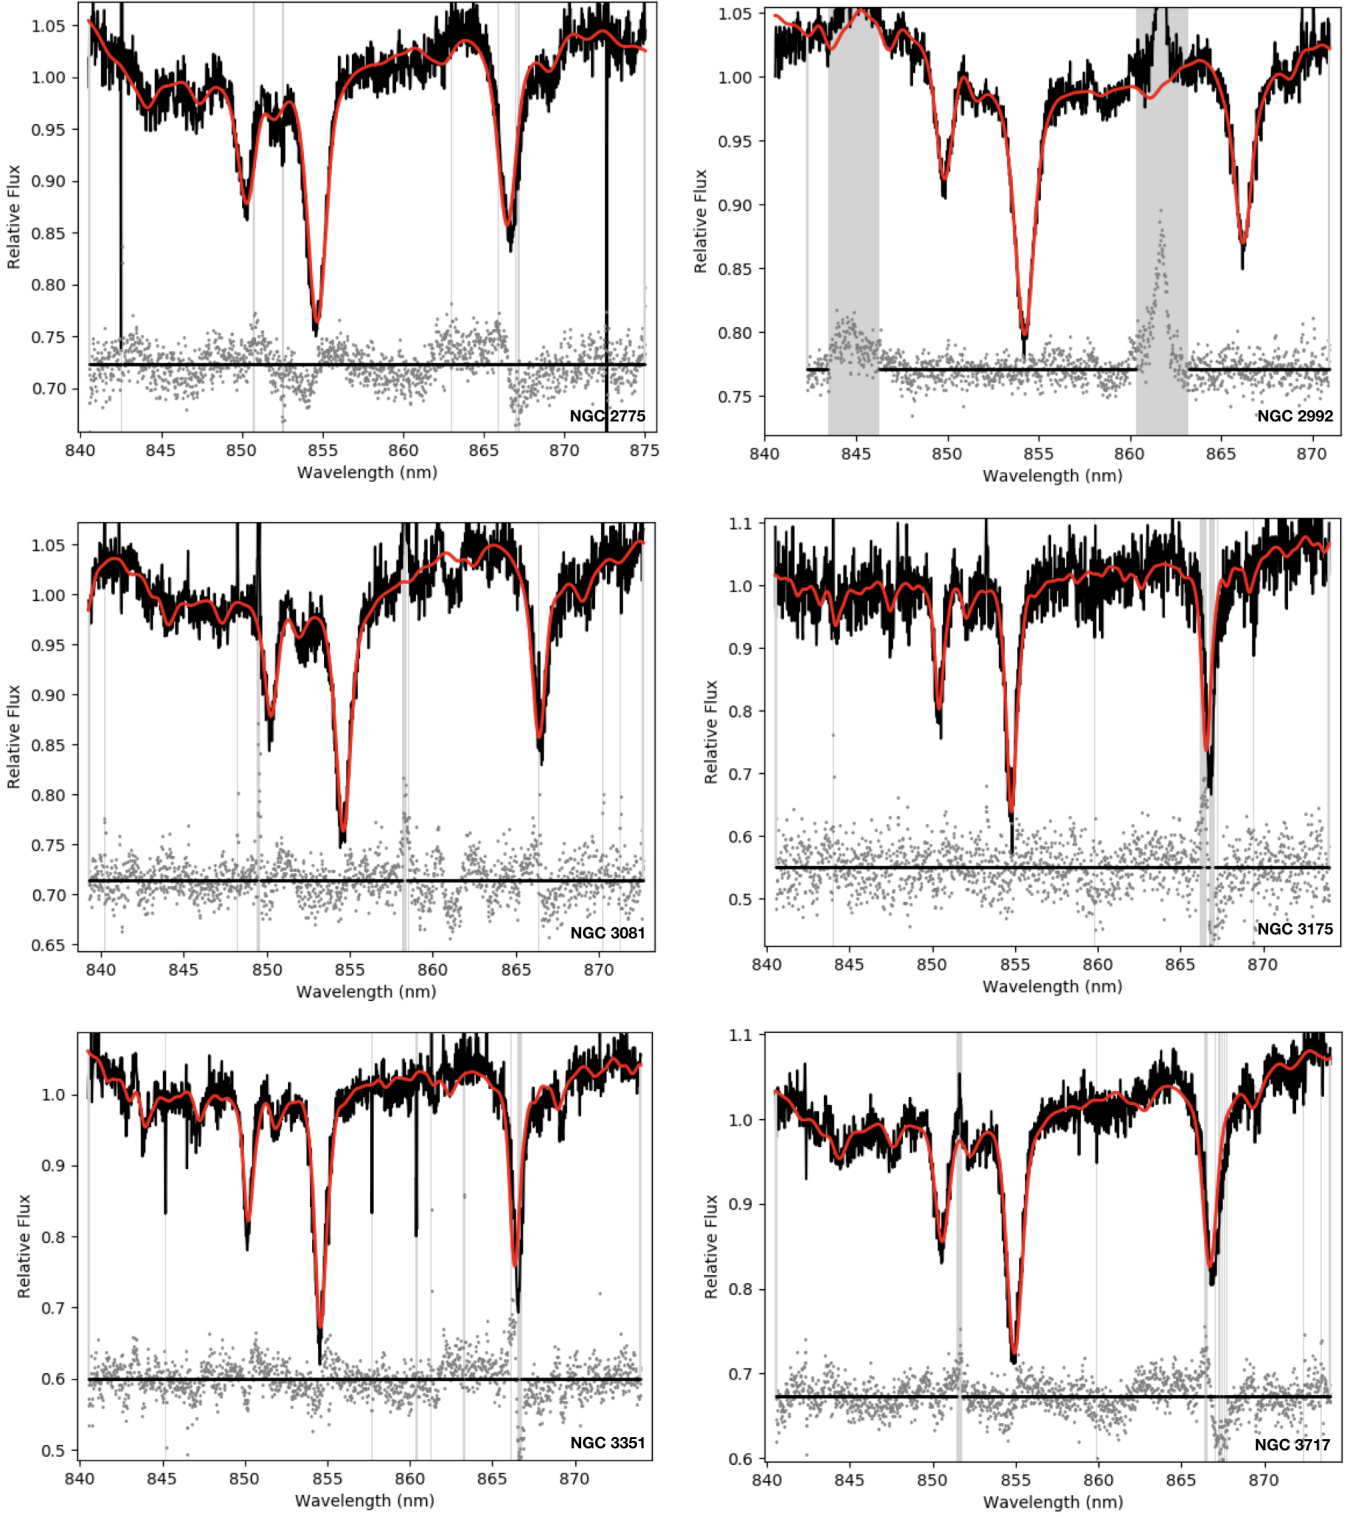 1.05
1.00
0.95
0.90
0.85
0.80
0.75
0.70
Relative Flux
NGC 2775
840 845 850 855 860 865 870 875
Wavelength (nm)
1.05
1.00
0.95
0.90
0.85
0.80
0.75
Relative Flux
NGC 2992
840 845 850 855 860 865 870
Wavelength (nm)
1.05
1.00
0.95
0.90
0.85
0.80
0.75
0.70
0.65
Relative Flux
NGC 3081
840 845 850 855 860 865 870
Wavelength (nm)
1.1
1.0
0.9
0.8
0.7
0.6
0.5
Relative Flux
NGC 3175
840 845 850 855 860 865 870
Wavelength (nm)
1.0
0.9
0.8
0.7
0.6
0.5
Relative Flux
NGC 3351
840 845 850 855 860 865 870
Wavelength (nm)
1.1
1.0
0.9
0.8
0.7
0.6
Relative Flux
NGC 3717
840 845 850 855 860 865 870
Wavelength (nm)